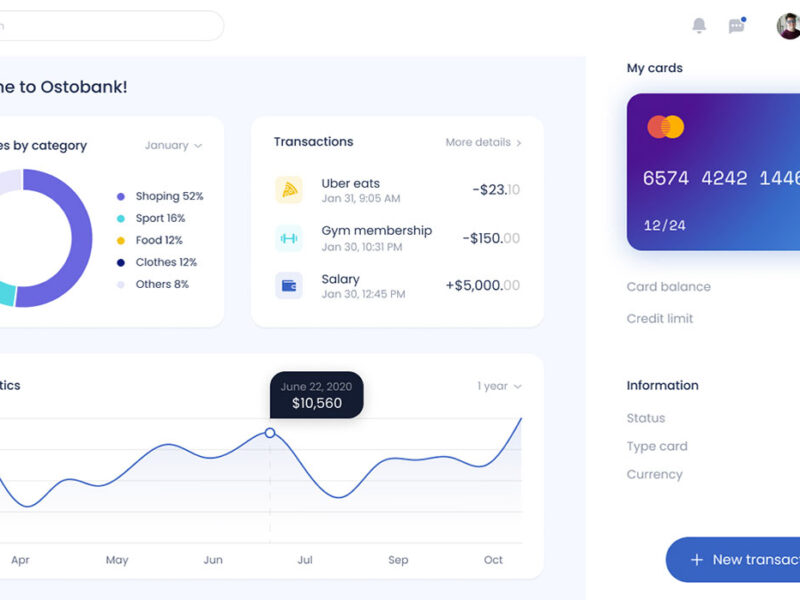 ne to Ostobank!
es by category
January
Shoping 52%
Sport 16%
Food 12%
Clothes 12%
Others 8%
Transactions
More details
Uber eats
Jan 31, 9:05 AM
-$23.10
Gym membership
Jan 30, 10:31 PM
-$150.00
Salary
Jan 30, 12:45 PM
+$5,000.00
tics
1 year
June 22, 2020
$10,560
Apr May Jun Jul Sep Oct
My cards
6574 4242 1446
12/24
Card balance
Credit limit
Information
Status
Type card
Currency
+ New transac